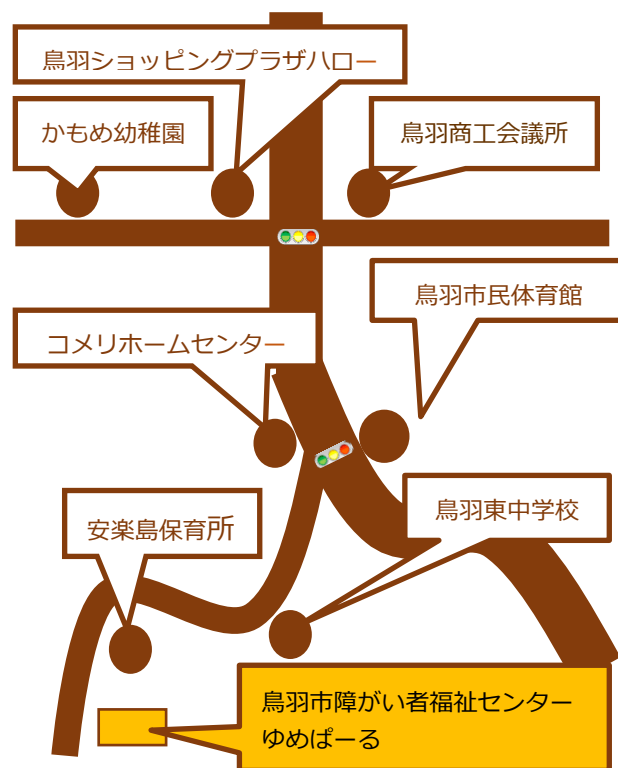 鳥羽ショッピングプラザハロー
かもめ幼稚園
鳥羽商工会議所
鳥羽市民体育館
コメリホームセンター
鳥羽東中学校
安楽島保育所
鳥羽市障がい者福祉センター
ゆめぱーる